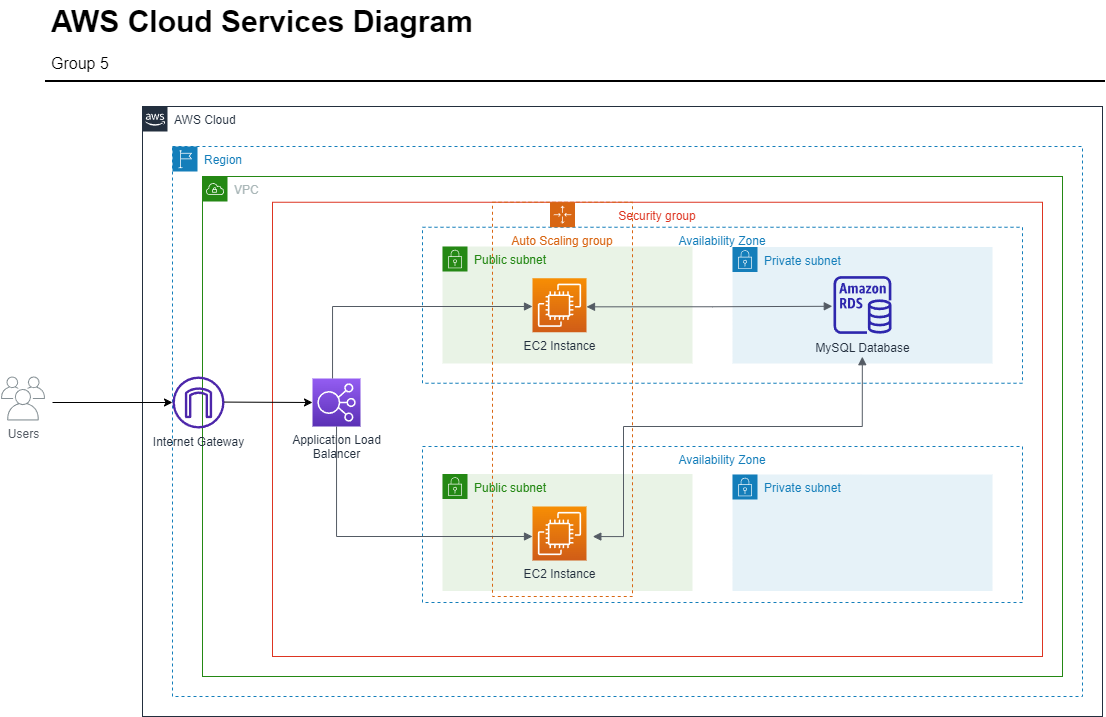 AWS Cloud Services Diagram
Group 5
aws
AWS Cloud
Region
VPC
Security group
Auto Scaling group
Availability Zone
Public subnet
Private subnet
Amazon
RDS
EC2 Instance
MySQL Database
Users
Internet Gateway
Application Load
Balancer
Availability Zone
Public subnet
Private subnet
EC2 Instance